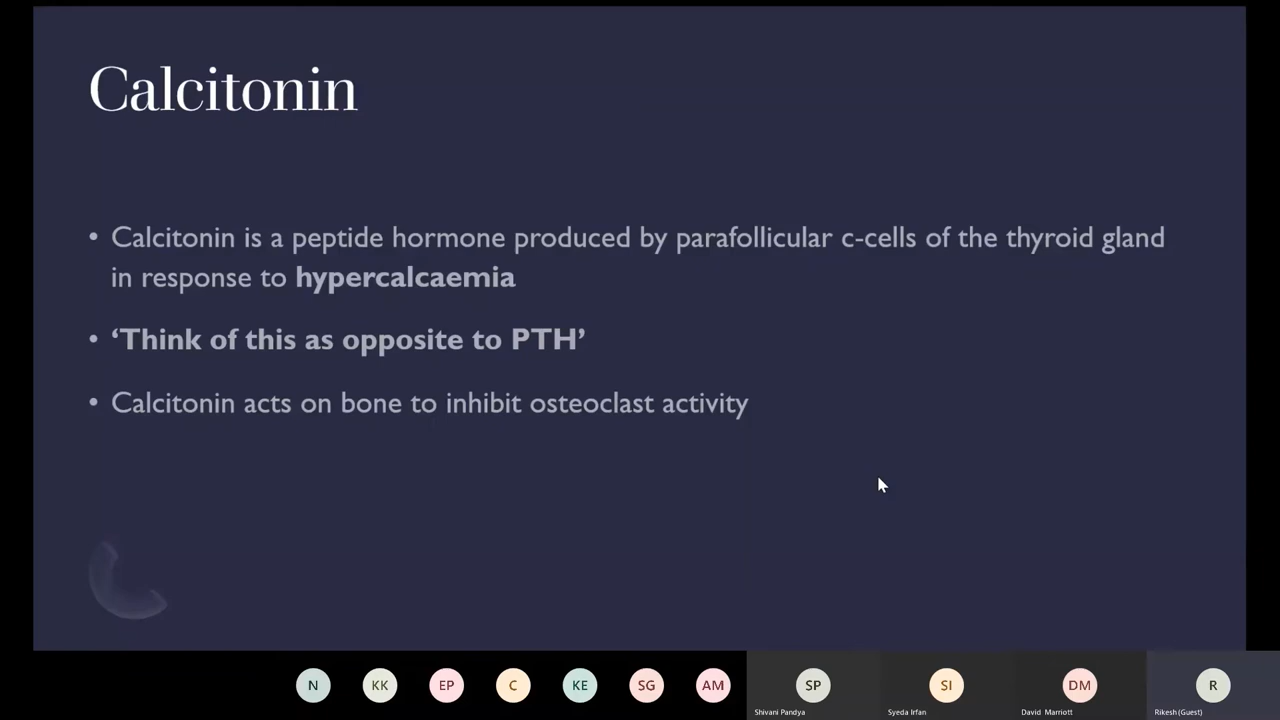 Calcitonin
• Calcitonin is a peptide hormone produced by parafollicular c-cells of the thyroid gland
in response to hypercalcaemia
• ‘Think of this as opposite to PTH’
• Calcitonin acts on bone to inhibit osteoclast activity
N KK EP C KE SG AM SP SI DM R
Shivani Pandya Syeda Irfan David Marriott Rikesh (Guest)